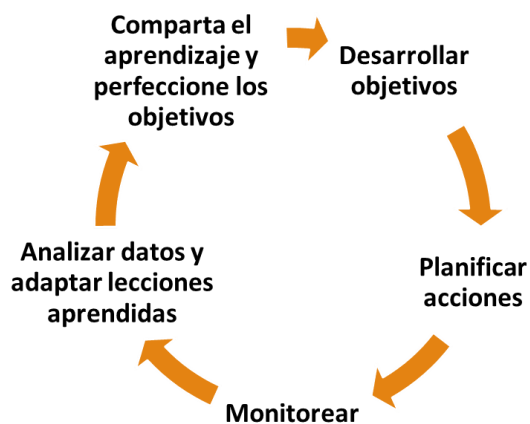 Comparta el
aprendizaje y
perfeccione los
objetivos
Desarrollar
objetivos
Planificar
acciones
Monitorear
Analizar datos y
adaptar lecciones
aprendidas